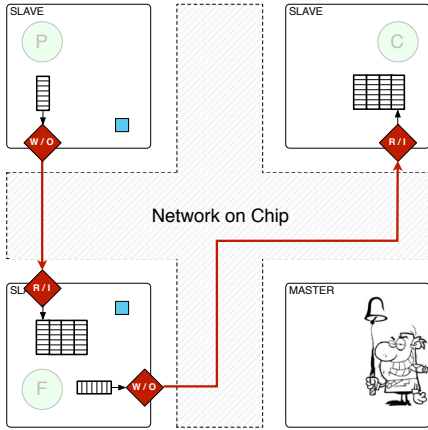 SLAVE
P
W / O
SLAVE
C
R / I
Network on Chip
R / I
F
W / O
MASTER